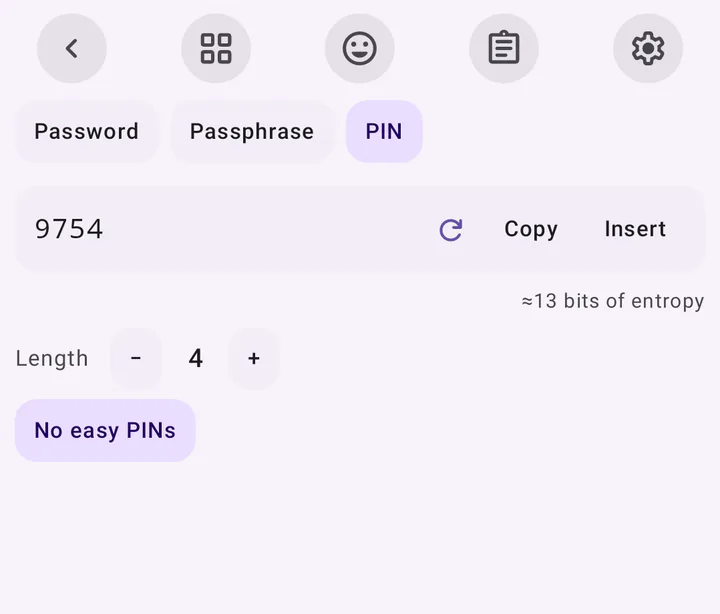 Password Passphrase PIN
9754 Copy Insert
≈13 bits of entropy
Length - 4 +
No easy PINs